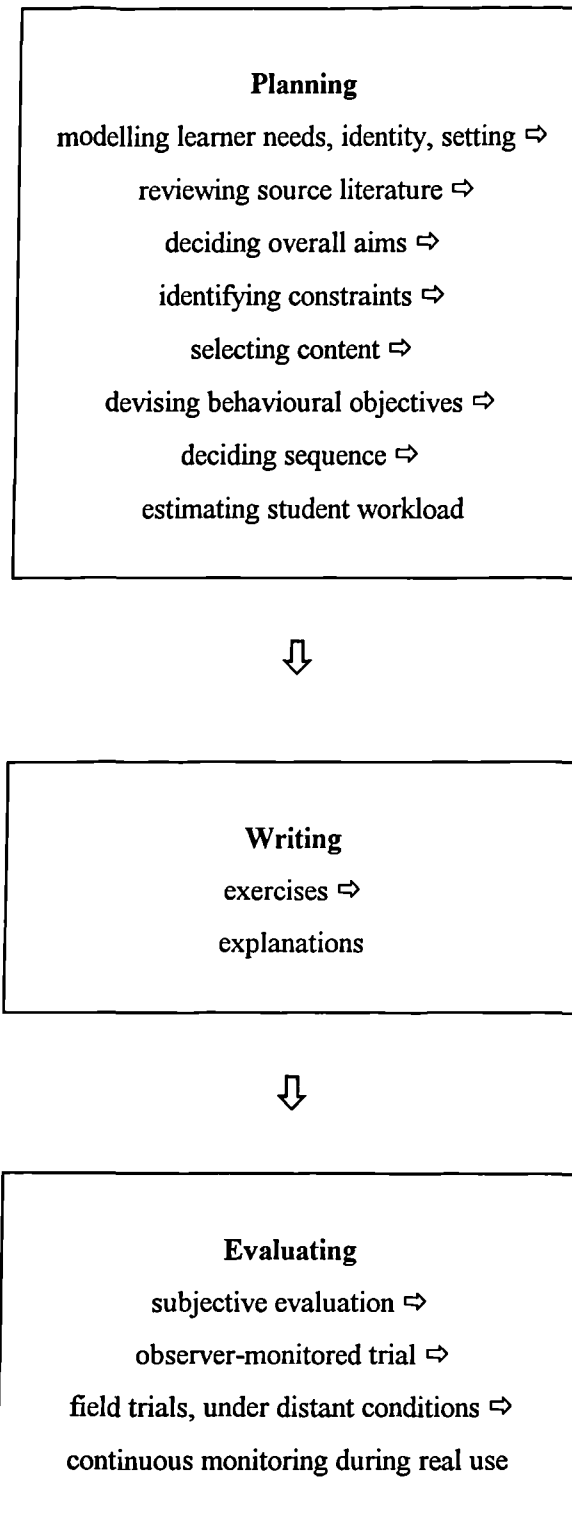 Planning
modelling learner needs, identity, setting ⇨
reviewing source literature ⇨
deciding overall aims ⇨
identifying constraints ⇨
selecting content ⇨
devising behavioural objectives ⇨
deciding sequence ⇨
estimating student workload
⇩
Writing
exercises ⇨
explanations
⇩
Evaluating
subjective evaluation ⇨
observer-monitored trial ⇨
field trials, under distant conditions ⇨
continuous monitoring during real use